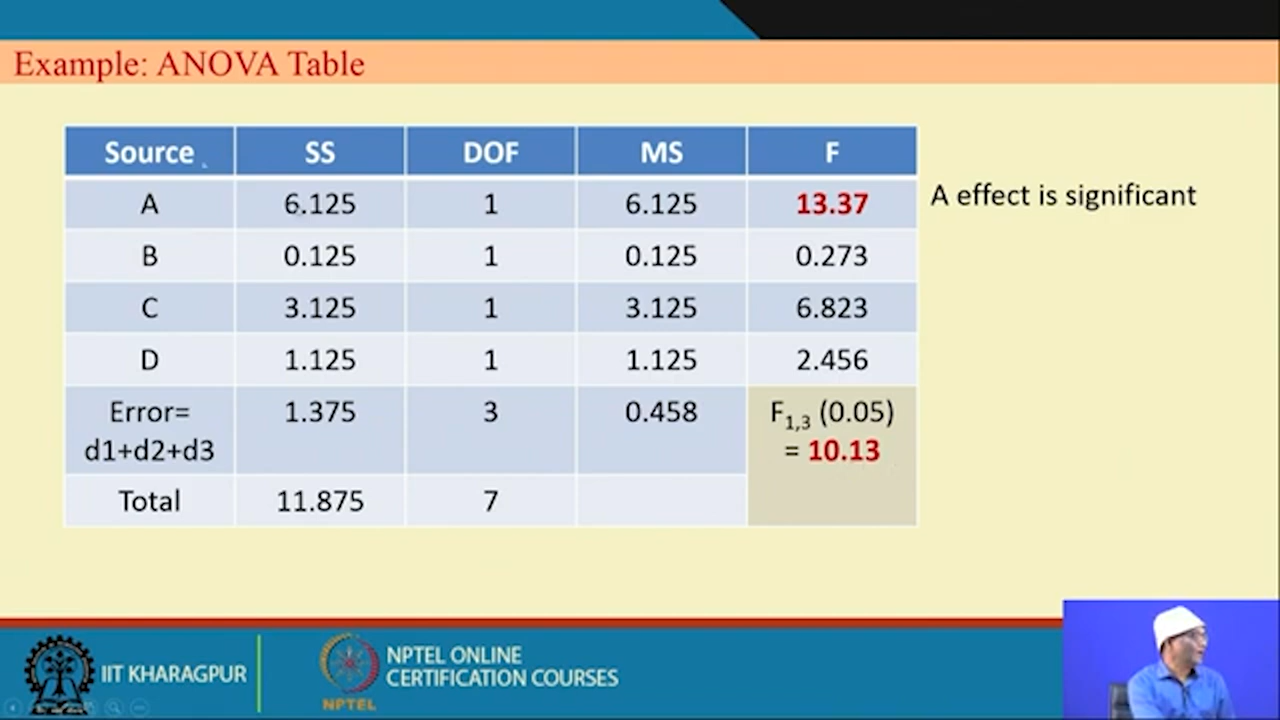 Example: ANOVA Table
Source SS DOF MS F
A 6.125 1 6.125 13.37
A effect is significant
B 0.125 1 0.125 0.273
C 3.125 1 3.125 6.823
D 1.125 1 1.125 2.456
Error= 1.375 3 0.458 F1,3 (0.05)
d1+d2+d3 = 10.13
Total 11.875 7
IIT KHARAGPUR
NPTEL ONLINE
CERTIFICATION COURSES
NPTEL